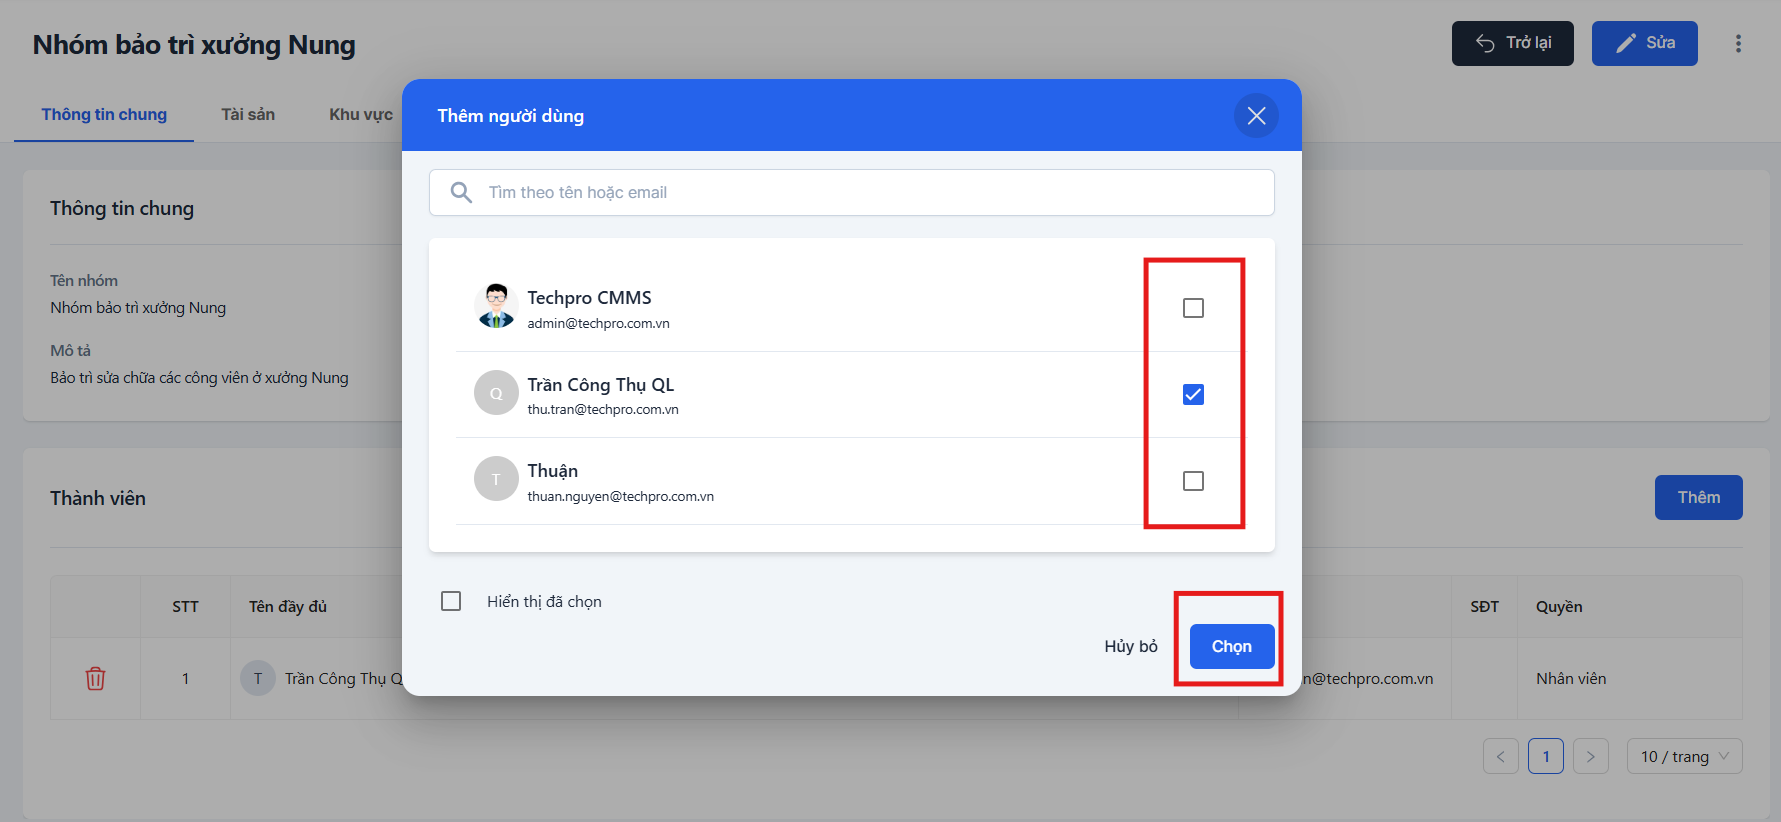 Nhóm bảo trì xưởng Nung
Trở lại
Sửa
Thông tin chung
Tài sản
Khu vực
Thêm người dùng
Tìm theo tên hoặc email
Thông tin chung
Tên nhóm
Nhóm bảo trì xưởng Nung
Mô tả
Bảo trì sửa chữa các công viên ở xưởng Nung
Techpro CMMS
admin@techpro.com.vn
Q
Trần Công Thụ QL
thu.tran@techpro.com.vn
T
Thuận
thuan.nguyen@techpro.com.vn
Hiển thị đã chọn
Hủy bỏ
Chọn
Thành viên
Thêm
STT
Tên đầy đủ
SĐT
Quyền
1
T
Trần Công Thụ Q
n@techpro.com.vn
Nhân viên
< 1 >
10 / trang